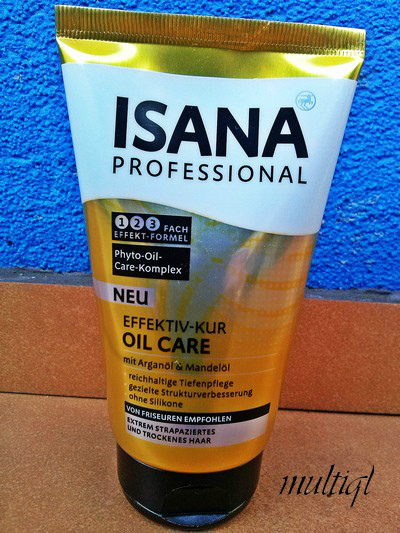 ISANA
PROFESSIONAL
1 2 3 FACH
EFFEKT-FORMEL
Phyto-Oil-
Care-Komplex
NEU
EFFEKTIV-KUR
OIL CARE
mit Arganöl & Mandelöl
reichhaltige Tiefenpflege
gezielte Strukturverbesserung
ohne Silikone
VON FRISEUREN EMPFOHLEN
EXTREM STRAPAZIERTES
UND TROCKENES HAAR
multiql